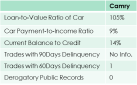 Camry
Loan-to-Value Ratio of Car 105%
Car Payment-to-Income Ratio 9%
Current Balance to Credit 14%
Trades with 90Days Delinquency No Info.
Trades with 60Days Delinquency 1
Derogatory Public Records 0